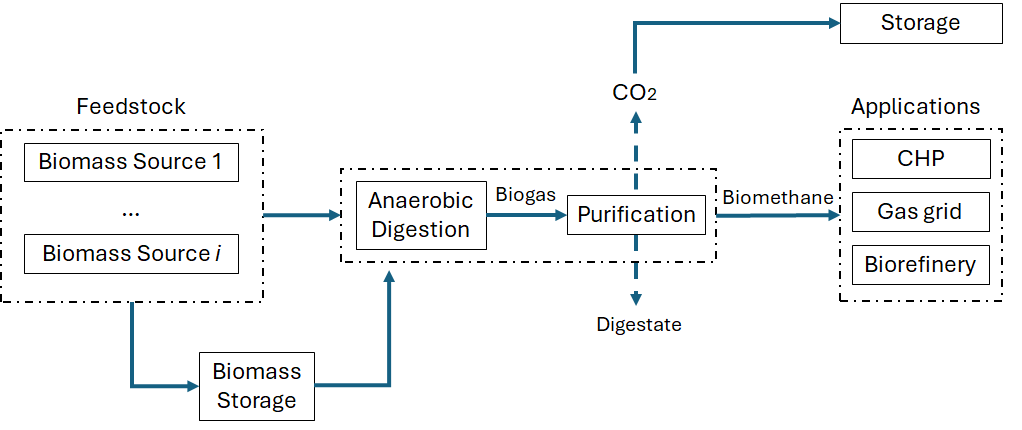 Storage
CO2
Feedstock
Applications
Biomass Source 1
...
Biomass Source i
Anaerobic
Digestion
Biogas
Purification
Biomethane
CHP
Gas grid
Biorefinery
Digestate
Biomass
Storage